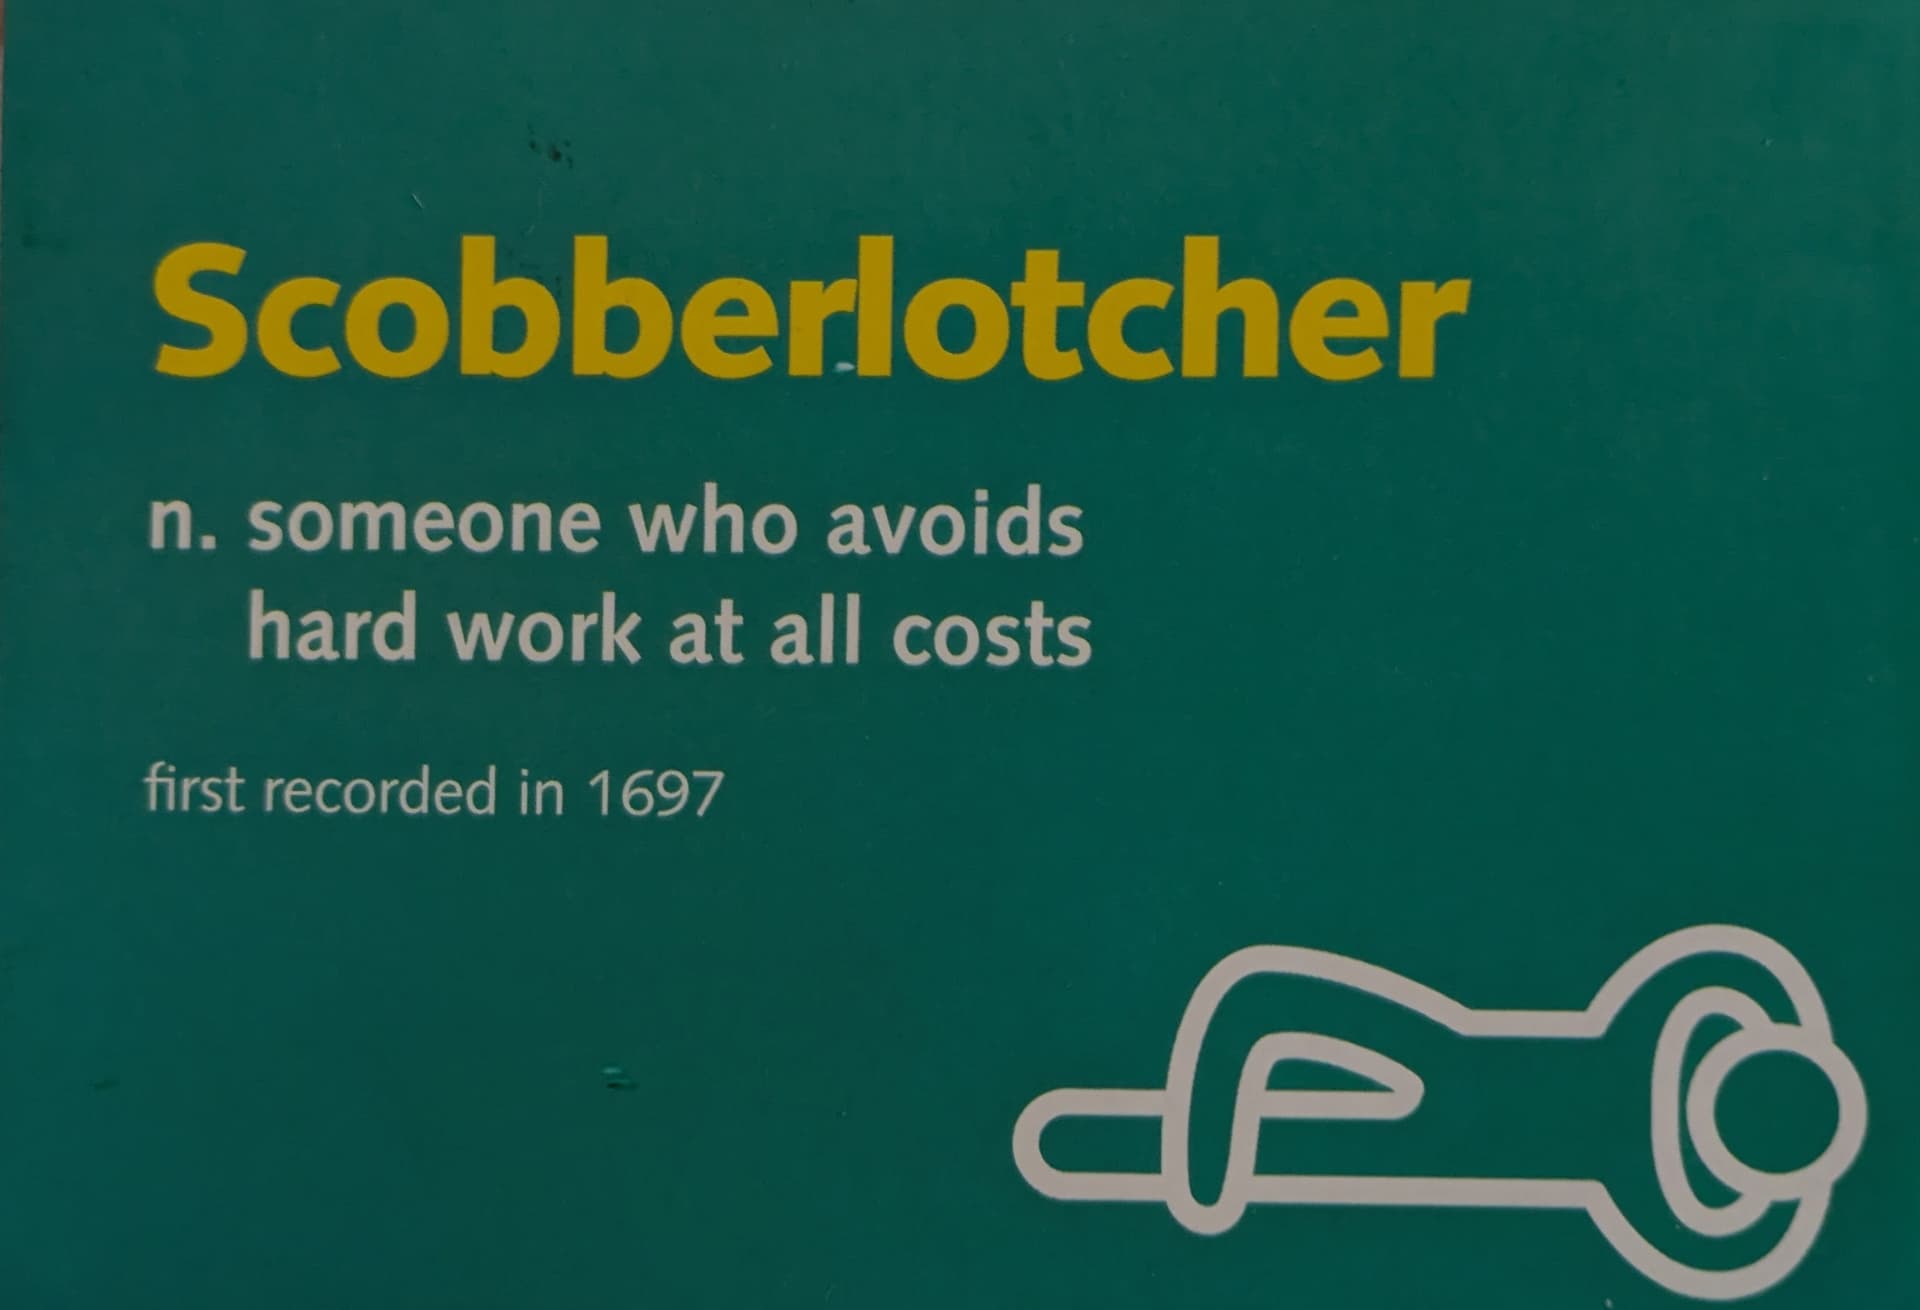 Scobberlotcher
n. someone who avoids
hard work at all costs
first recorded in 1697